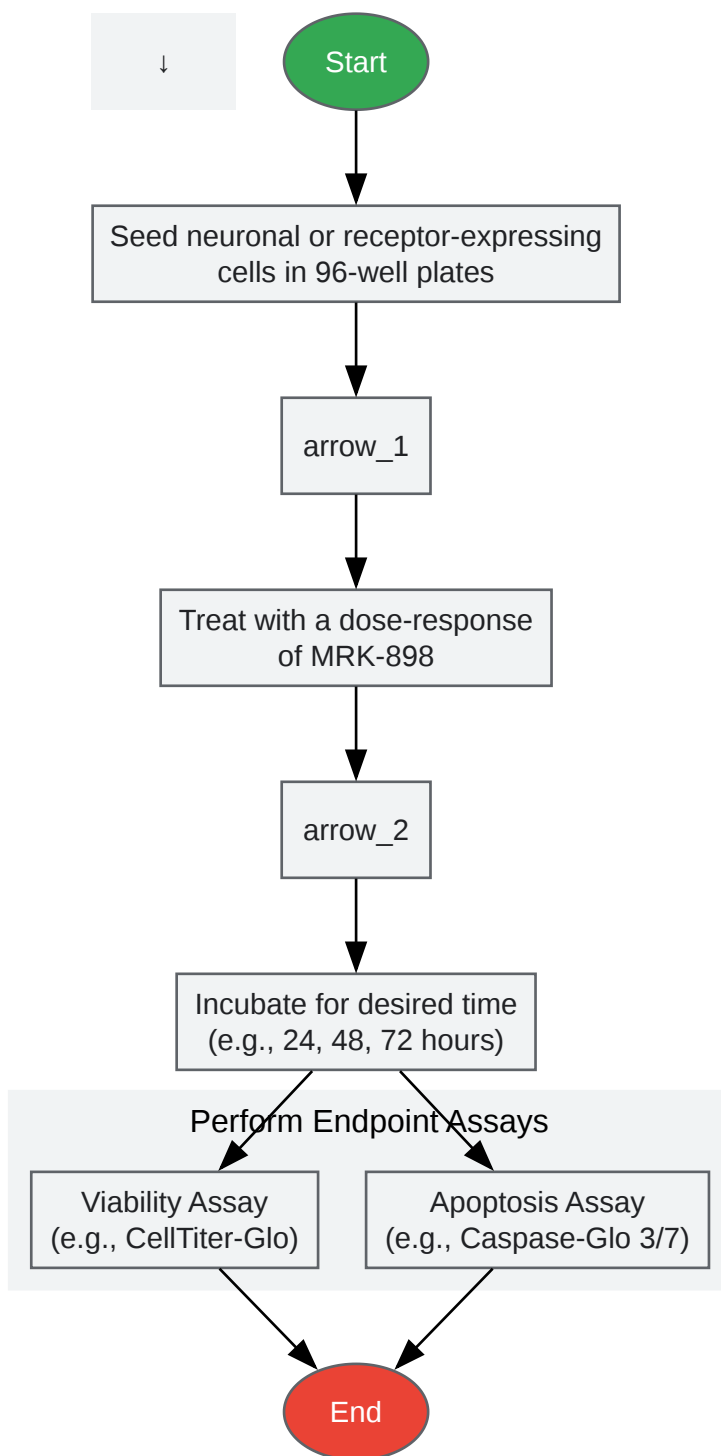 ↓
Start
Seed neuronal or receptor-expressing
cells in 96-well plates
arrow_1
Treat with a dose-response
of MRK-898
arrow_2
Incubate for desired time
(e.g., 24, 48, 72 hours)
Perform Endpoint Assays
Viability Assay
(e.g., CellTiter-Glo)
Apoptosis Assay
(e.g., Caspase-Glo 3/7)
End